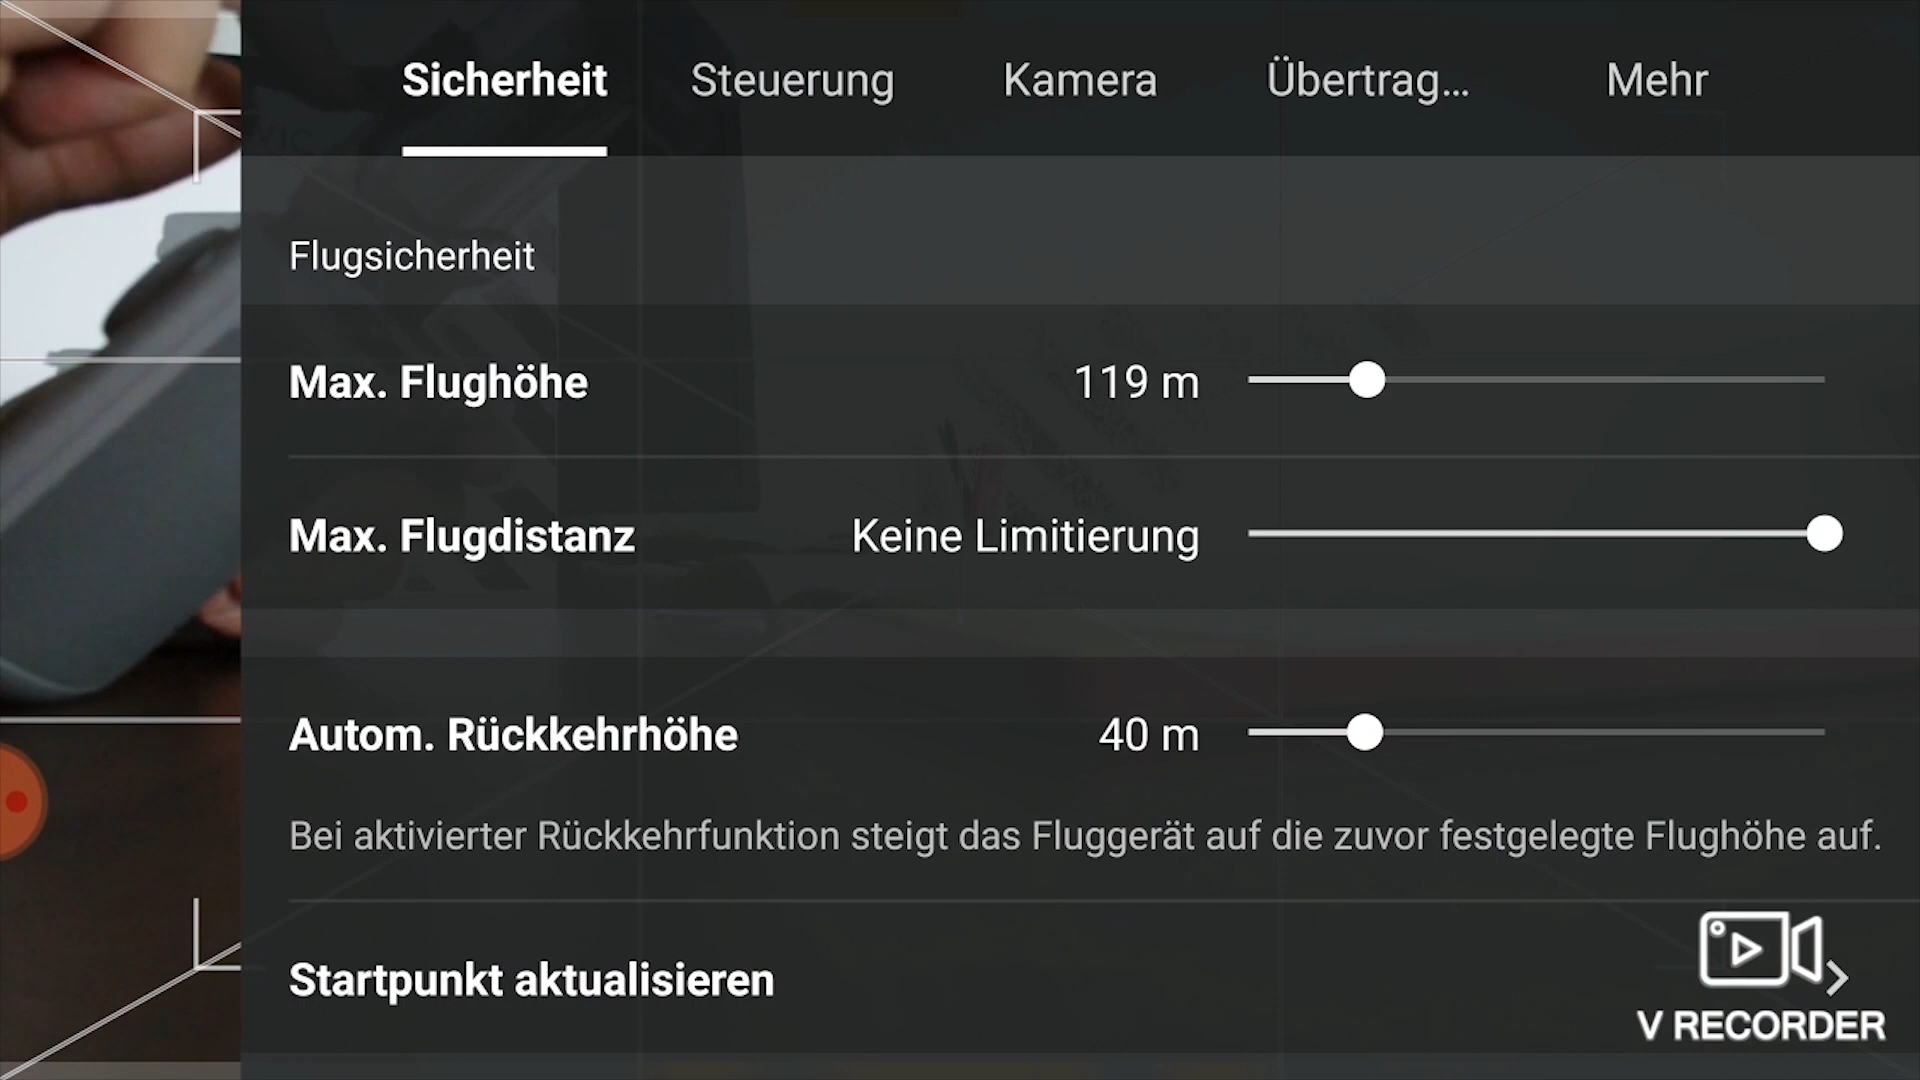 Sicherheit Steuerung Kamera Übertrag... Mehr
Flugsicherheit
Max. Flughöhe 119 m
Max. Flugdistanz Keine Limitierung
Autom. Rückkehrhöhe 40 m
Bei aktivierter Rückkehrfunktion steigt das Fluggerät auf die zuvor festgelegte Flughöhe auf.
Startpunkt aktualisieren
V RECORDER